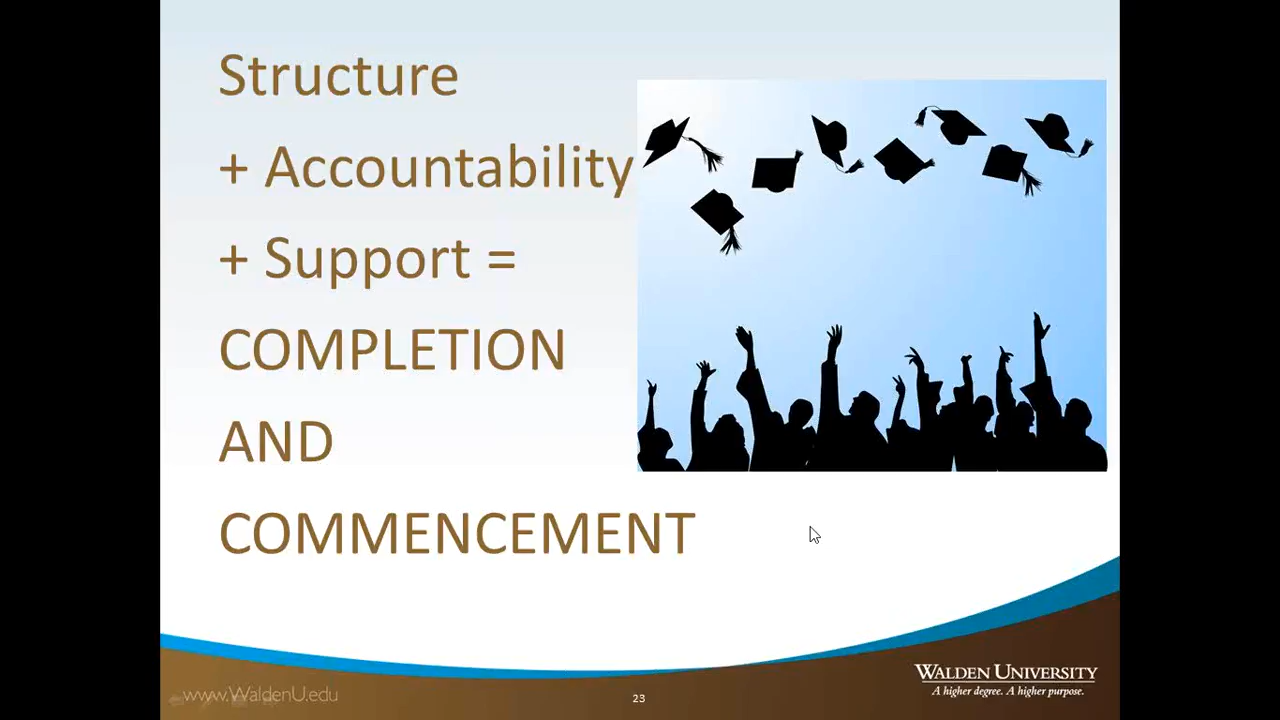 Structure
+ Accountability
+ Support =
COMPLETION
AND
COMMENCEMENT
www.WaldenU.edu
23
WALDEN UNIVERSITY
A higher degree. A higher purpose.